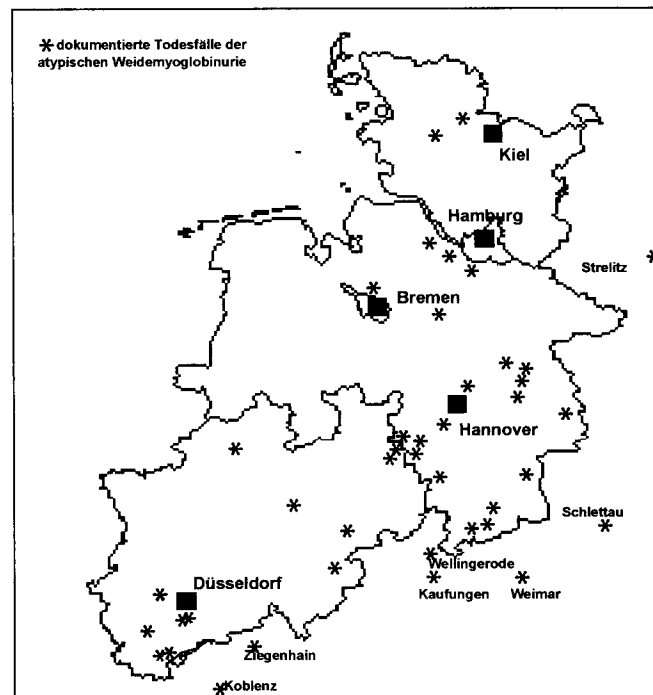 * dokumentierte Todesfälle der
atypischen Weidemyoglobinurie
Kiel
Hamburg
Strelitz
Bremen
Hannover
Schlettau
Wellingerode
Düsseldorf
Kaufungen
Weimar
Ziegenhain
Koblenz